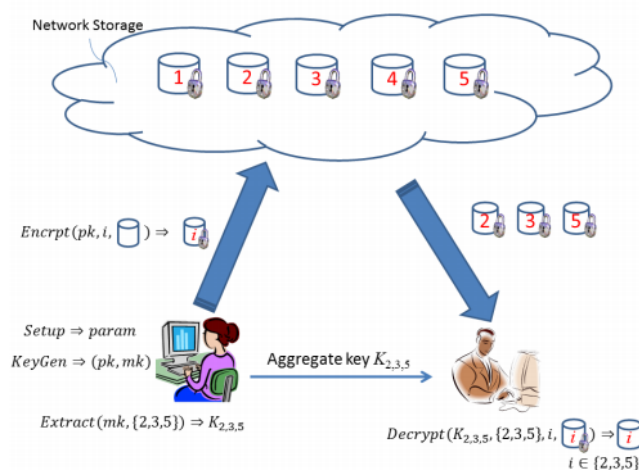 Network Storage
1 2 3 4 5
Encrpt(pk, i, ) ⇒ i
2 3 5
Setup ⇒ param
KeyGen ⇒ (pk, mk)
Aggregate key K₂,₃,₅
Extract(mk, {2,3,5}) ⇒ K₂,₃,₅
Decrypt(K₂,₃,₅, {2,3,5}, i, i ) ⇒ i
i ∈ {2,3,5}